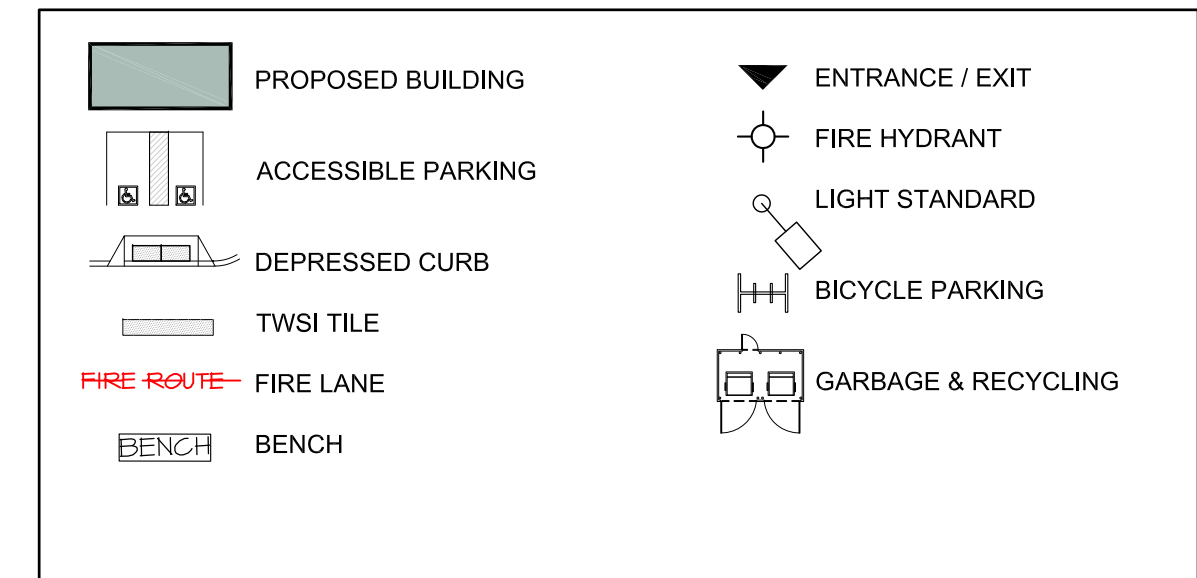 PROPOSED BUILDING
ACCESSIBLE PARKING
DEPRESSED CURB
TWSI TILE
FIRE ROUTE FIRE LANE
BENCH BENCH
ENTRANCE / EXIT
FIRE HYDRANT
LIGHT STANDARD
BICYCLE PARKING
GARBAGE & RECYCLING